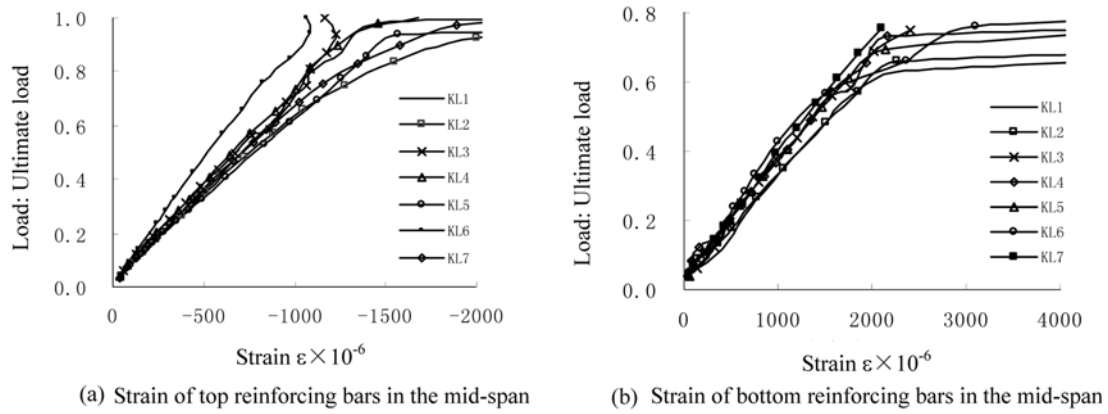 1.0
0.8
0.6
0.4
0.2
0.0
Load: Ultimate load
KL1
KL2
KL3
KL4
KL5
KL6
KL7
0 -500 -1000 -1500 -2000
Strain ε×10⁻⁶
(a) Strain of top reinforcing bars in the mid-span
0.8
0.6
0.4
0.2
0.0
Load: Ultimate load
KL1
KL2
KL3
KL4
KL5
KL6
KL7
0 1000 2000 3000 4000
Strain ε×10⁻⁶
(b) Strain of bottom reinforcing bars in the mid-span